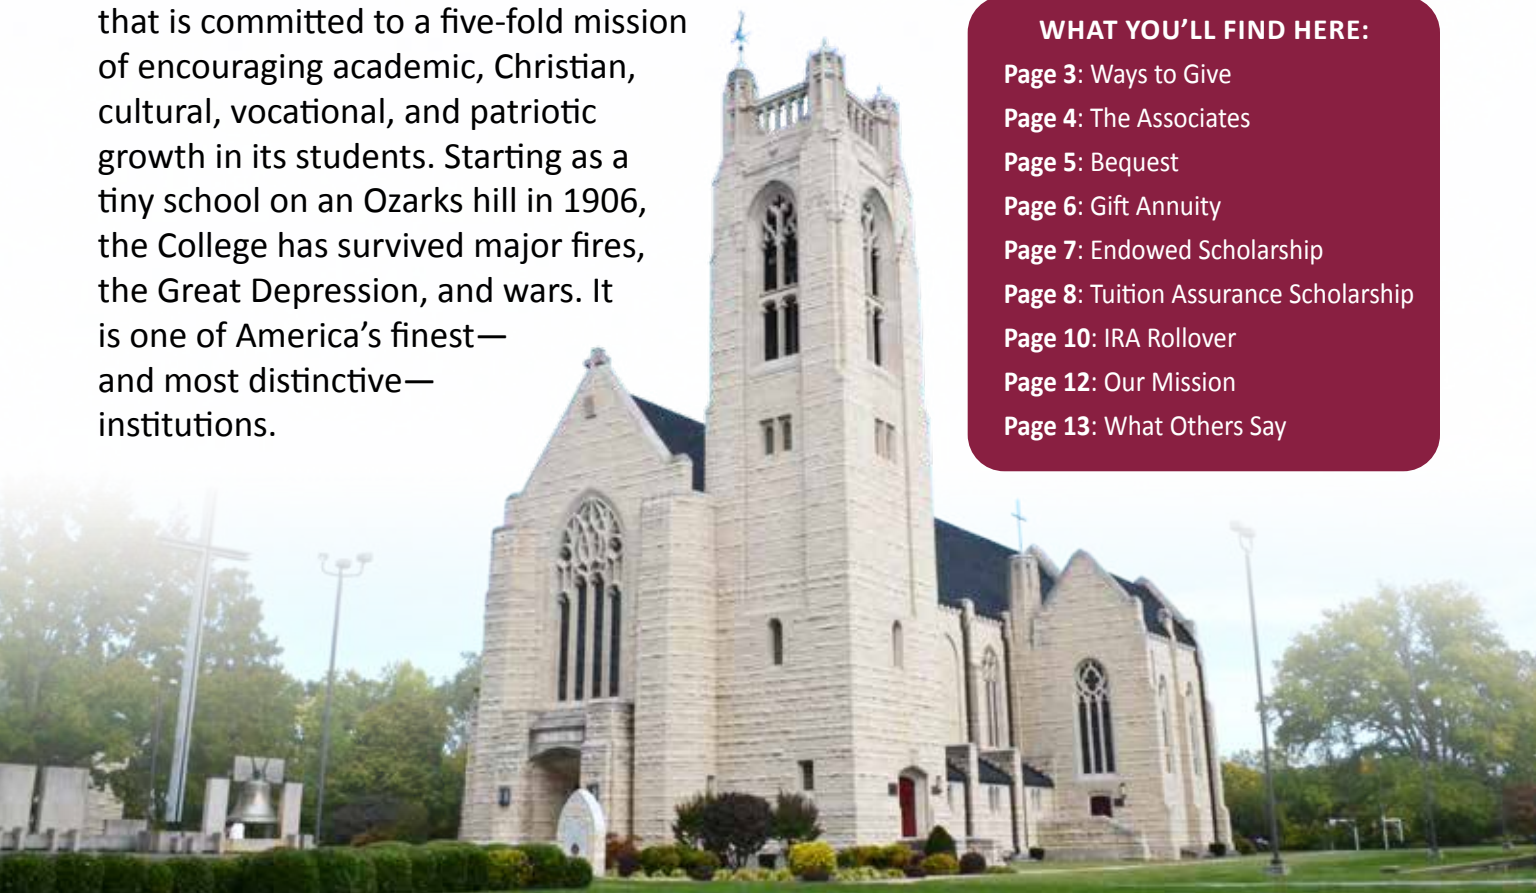 that is committed to a five-fold mission
of encouraging academic, Christian,
cultural, vocational, and patriotic
growth in its students. Starting as a
tiny school on an Ozarks hill in 1906,
the College has survived major fires,
the Great Depression, and wars. It
is one of America’s finest—
and most distinctive—
institutions.
WHAT YOU’LL FIND HERE:
Page 3: Ways to Give
Page 4: The Associates
Page 5: Bequest
Page 6: Gift Annuity
Page 7: Endowed Scholarship
Page 8: Tuition Assurance Scholarship
Page 10: IRA Rollover
Page 12: Our Mission
Page 13: What Others Say